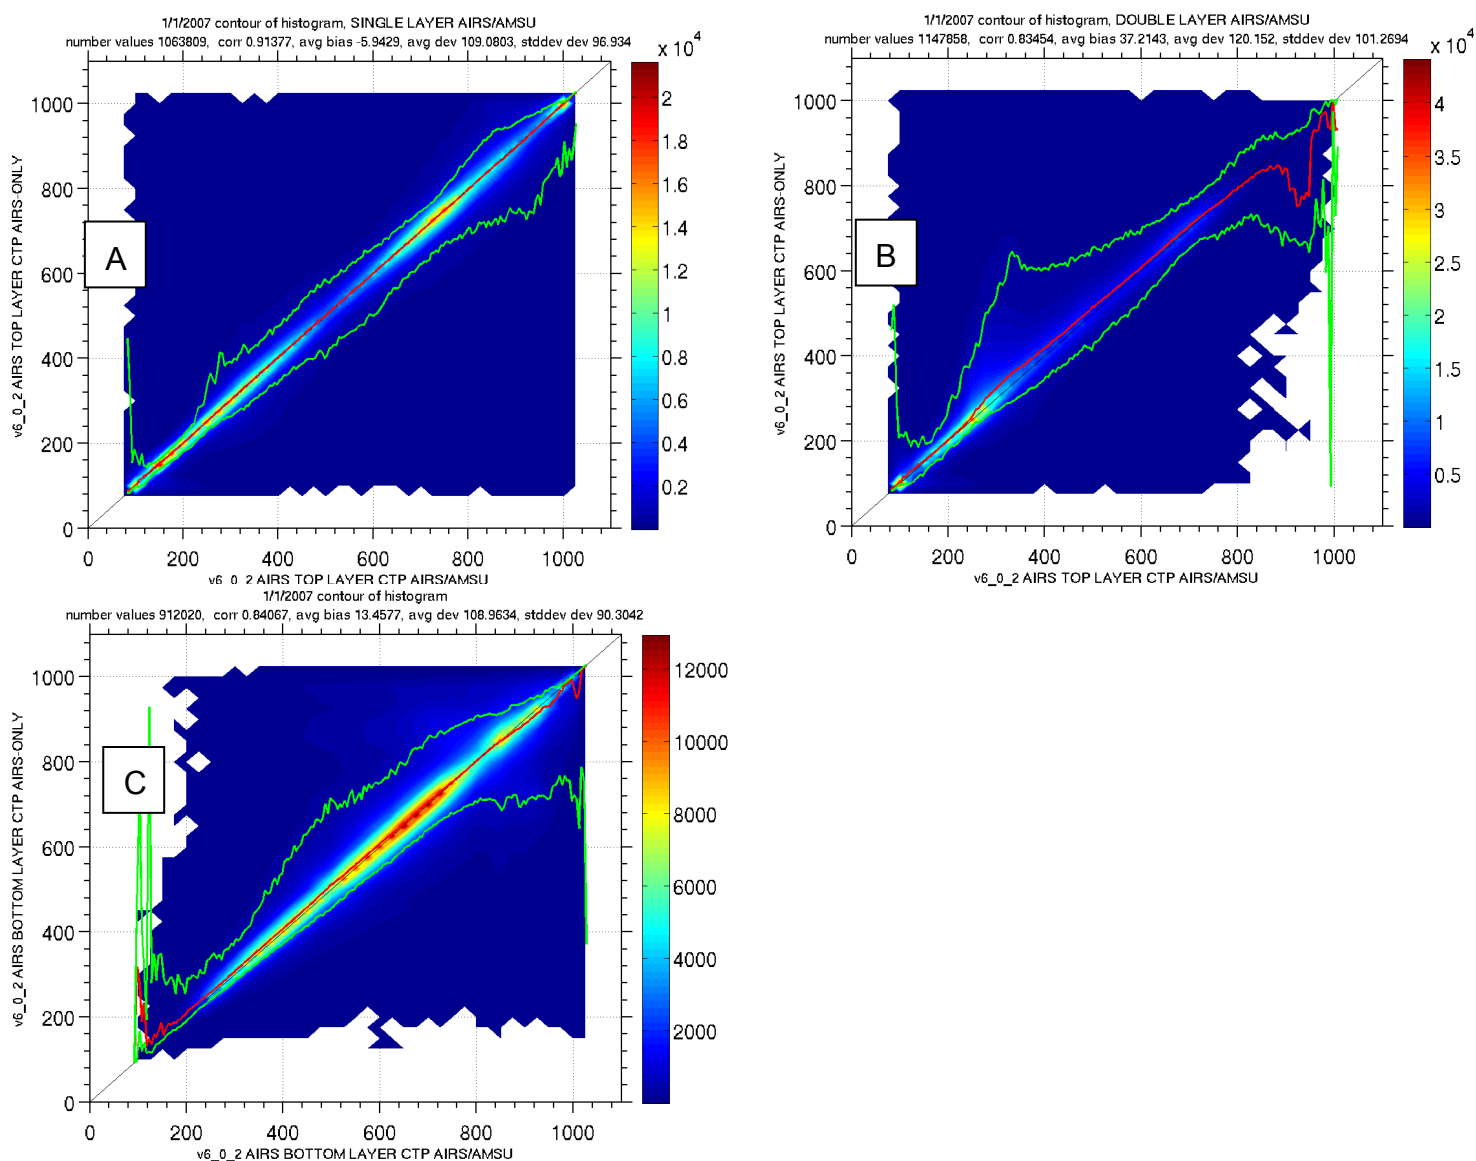 1/1/2007 contour of histogram, SINGLE LAYER AIRS/AMSU
number values 1063809, corr 0.91377, avg bias -5.9429, avg dev 109.0803, stddev dev 96.934
x 10^4
v6_0_2 AIRS TOP LAYER CTP AIRS-ONLY
1000
800
600
400
200
0
A
0 200 400 600 800 1000
v6_0_2 AIRS TOP LAYER CTP AIRS/AMSU
2
1.8
1.6
1.4
1.2
1
0.8
0.6
0.4
0.2
1/1/2007 contour of histogram, DOUBLE LAYER AIRS/AMSU
number values 1147858, corr 0.83454, avg bias 37.2143, avg dev 120.152, stddev dev 101.2694
x 10^4
v6_0_2 AIRS TOP LAYER CTP AIRS-ONLY
1000
800
600
400
200
0
B
0 200 400 600 800 1000
v6_0_2 AIRS TOP LAYER CTP AIRS/AMSU
4
3.5
3
2.5
2
1.5
1
0.5
1/1/2007 contour of histogram
number values 912020, corr 0.84067, avg bias 13.4577, avg dev 108.9634, stddev dev 90.3042
v6_0_2 AIRS BOTTOM LAYER CTP AIRS-ONLY
1000
800
600
400
200
0
C
0 200 400 600 800 1000
v6_0_2 AIRS BOTTOM LAYER CTP AIRS/AMSU
12000
10000
8000
6000
4000
2000